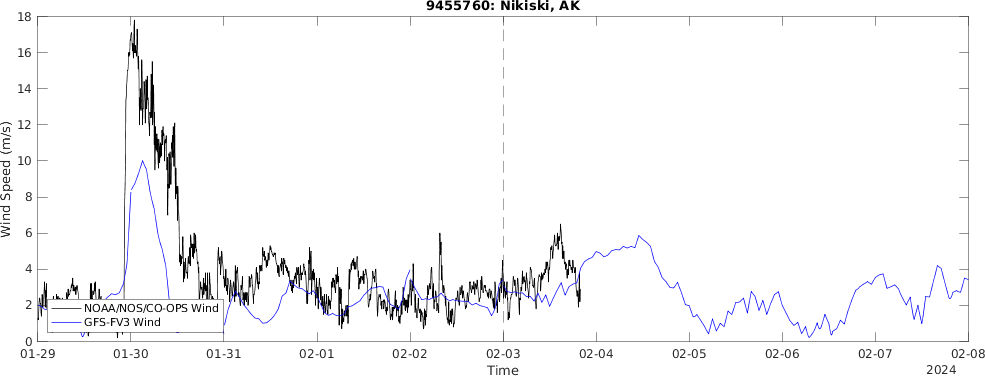 9455760: Nikiski, AK
Wind Speed (m/s)
18
16
14
12
10
8
6
4
2
0
NOAA/NOS/CO-OPS Wind
GFS-FV3 Wind
01-29 01-30 01-31 02-01 02-02 02-03 02-04 02-05 02-06 02-07 02-08
Time
2024